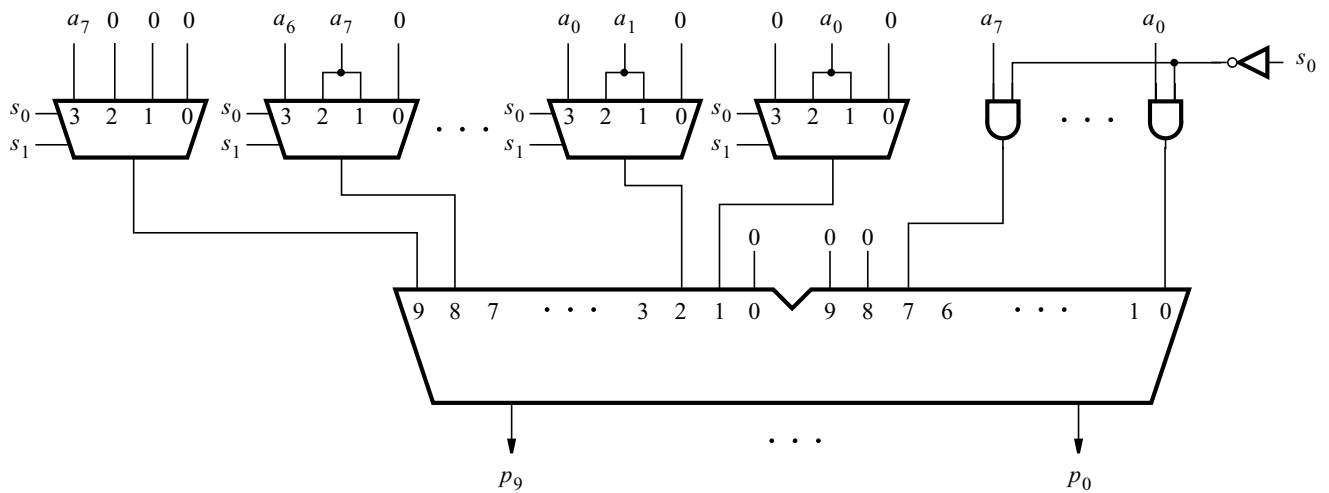 a7 0 0 0 a6 a7 0 a0 a1 0 0 a0 0 a7 a0
s0
s0 3 2 1 0 s0 3 2 1 0 s0 3 2 1 0 s0 3 2 1 0
. . . . . .
s1 s1 s1 s1
0 0 0
9 8 7 . . . 3 2 1 0 9 8 7 6 . . . 1 0
. . .
p9 p0